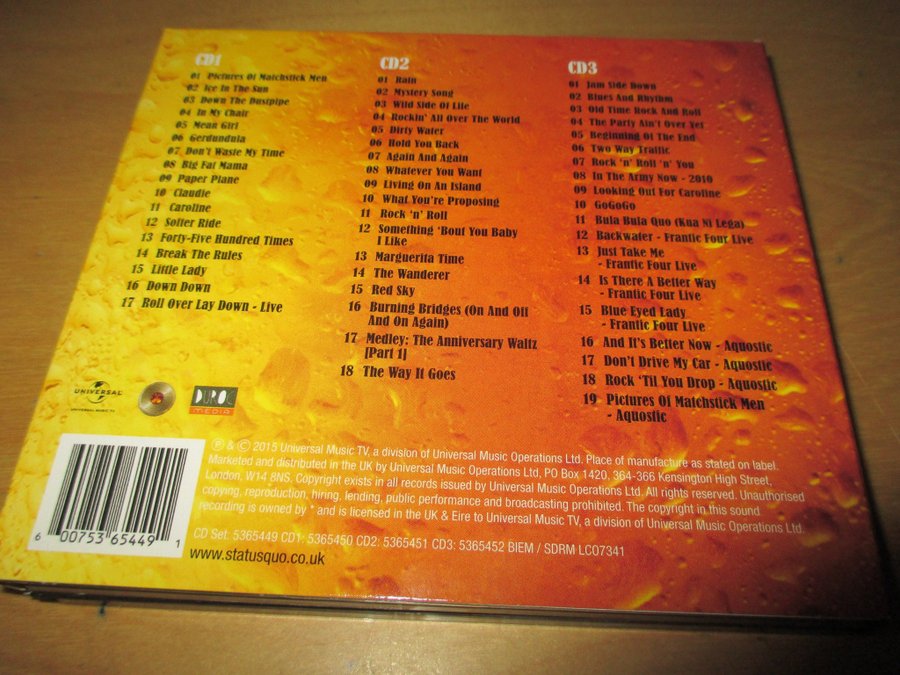 CD1
01 Pictures Of Matchstick Men
02 Ice In The Sun
03 Down The Dustpipe
04 In My Chair
05 Mean Girl
06 Gerdundula
07 Don't Waste My Time
08 Big Fat Mama
09 Paper Plane
10 Claudie
11 Caroline
12 Softer Ride
13 Forty-Five Hundred Times
14 Break The Rules
15 Little Lady
16 Down Down
17 Roll Over Lay Down - Live
CD2
01 Rain
02 Mystery Song
03 Wild Side Of Life
04 Rockin' All Over The World
05 Dirty Water
06 Hold You Back
07 Again And Again
08 Whatever You Want
09 Living On An Island
10 What You're Proposing
11 Rock 'n' Roll
12 Something 'Bout You Baby
I Like
13 Marguerita Time
14 The Wanderer
15 Red Sky
16 Burning Bridges (On And Off
And On Again)
17 Medley: The Anniversary Waltz
[Part 1]
18 The Way It Goes
CD3
01 Jam Side Down
02 Blues And Rhythm
03 Old Time Rock And Roll
04 The Party Ain't Over Yet
05 Beginning Of The End
06 Two Way Traffic
07 Rock 'n' Roll 'n' You
08 In The Army Now - 2010
09 Looking Out For Caroline
10 GoGoGo
11 Bula Bula Quo (Kua Ni Lega)
12 Backwater - Frantic Four Live
13 Just Take Me
- Frantic Four Live
14 Is There A Better Way
- Frantic Four Live
15 Blue Eyed Lady
- Frantic Four Live
16 And It's Better Now - Aquostic
17 Don't Drive My Car - Aquostic
18 Rock 'Til You Drop - Aquostic
19 Pictures Of Matchstick Men
- Aquostic
UNIVERSAL
UNIVERSAL MUSIC TV
DUROC
MEDIA
℗ & © 2015 Universal Music TV, a division of Universal Music Operations Ltd. Place of manufacture as stated on label.
Marketed and distributed in the UK by Universal Music Operations Ltd, PO Box 1420, 364-366 Kensington High Street,
London, W14 8NS. Copyright exists in all records issued by Universal Music Operations Ltd. All rights reserved. Unauthorised
copying, reproduction, hiring, lending, public performance and broadcasting prohibited. The copyright in this sound
recording is owned by * and is licensed in the UK & Eire to Universal Music TV, a division of Universal Music Operations Ltd.
CD Set: 5365449 CD1: 5365450 CD2: 5365451 CD3: 5365452 BIEM / SDRM LC07341
www.statusquo.co.uk
6 00753 65449 1